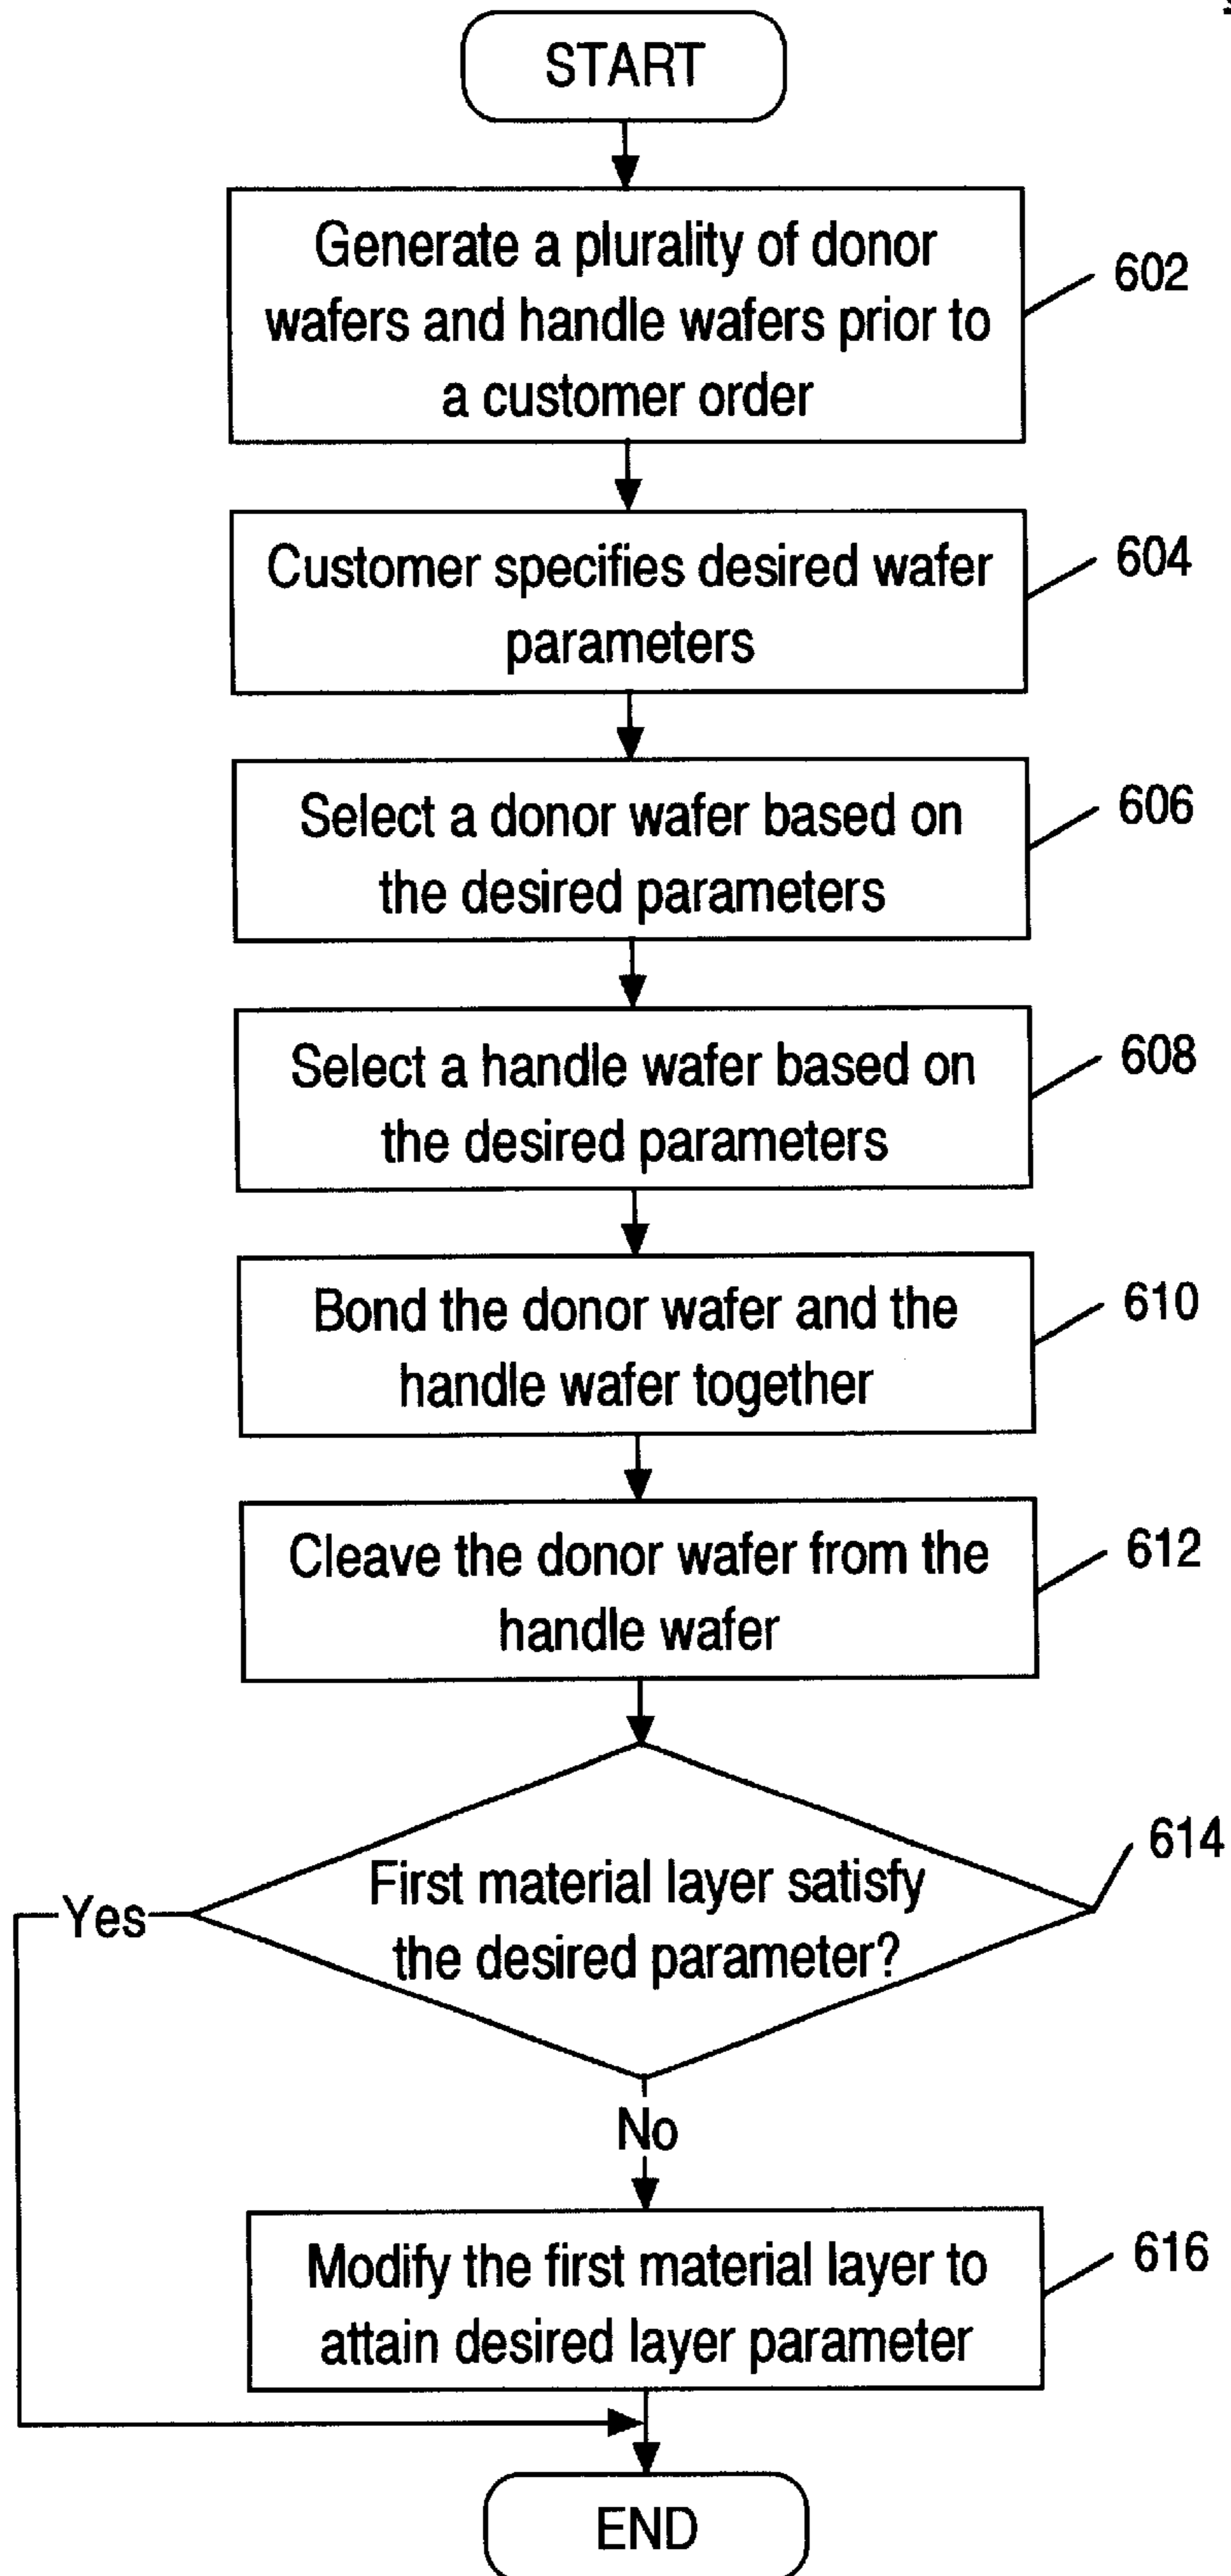 START
Generate a plurality of donor
wafers and handle wafers prior to
a customer order
602
Customer specifies desired wafer
parameters
604
Select a donor wafer based on
the desired parameters
606
Select a handle wafer based on
the desired parameters
608
Bond the donor wafer and the
handle wafer together
610
Cleave the donor wafer from the
handle wafer
612
First material layer satisfy
the desired parameter?
614
Yes
No
Modify the first material layer to
attain desired layer parameter
616
END